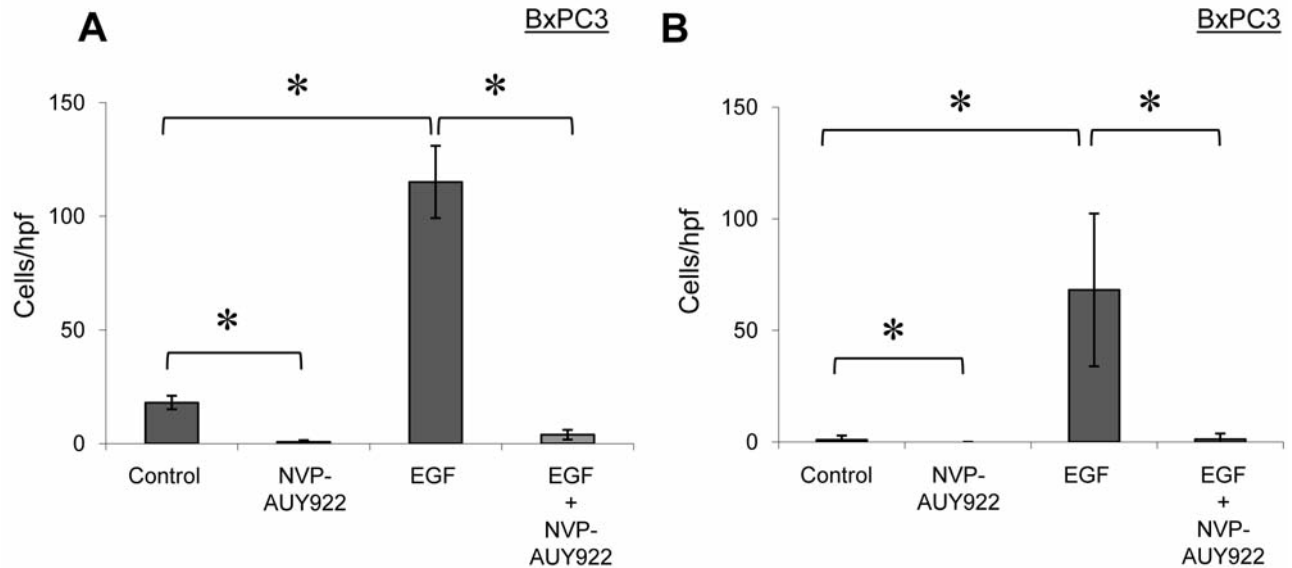 A
BxPC3
*
*
150
100
50
0
Cells/hpf
*
Control
NVP-
AUY922
EGF
EGF
+
NVP-
AUY922
B
BxPC3
*
*
150
100
50
0
Cells/hpf
*
Control
NVP-
AUY922
EGF
EGF
+
NVP-
AUY922